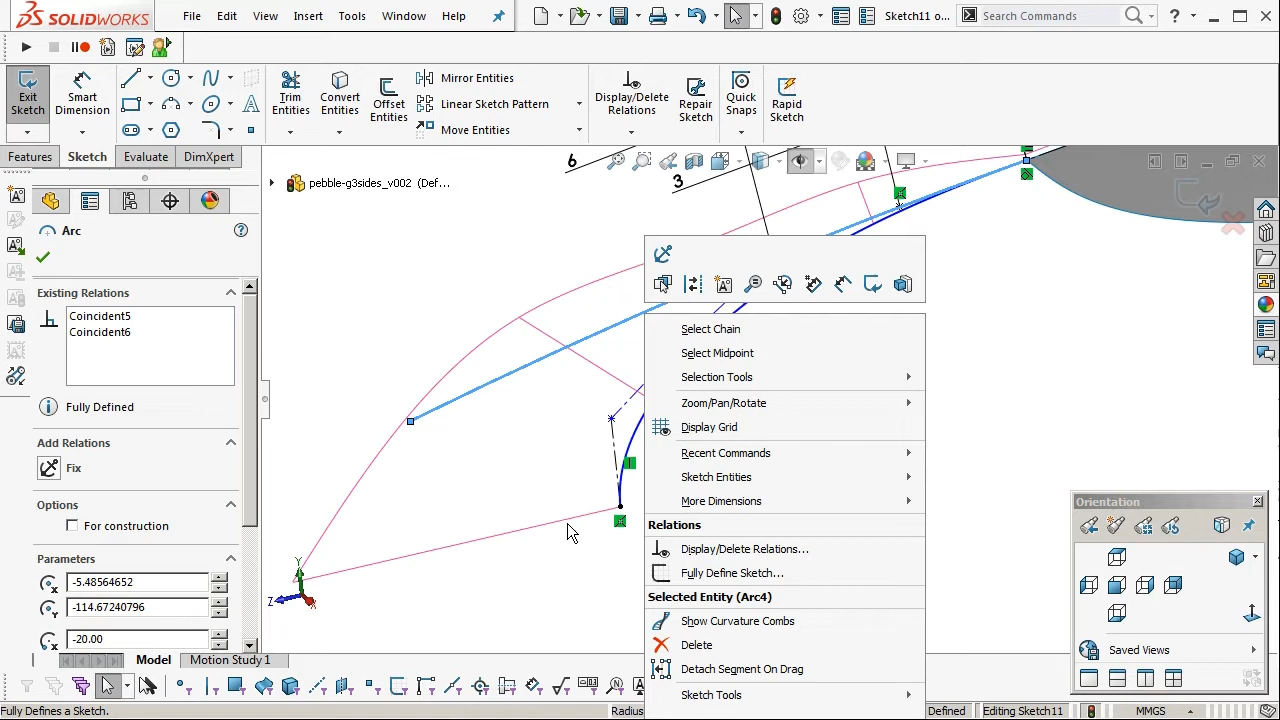 SOLIDWORKS
File Edit View Insert Tools Window Help
Sketch11 o...
Search Commands
Exit Sketch
Smart Dimension
Trim Entities
Convert Entities
Offset Entities
Mirror Entities
Linear Sketch Pattern
Move Entities
Display/Delete Relations
Repair Sketch
Quick Snaps
Rapid Sketch
Features Sketch Evaluate DimXpert
pebble-g3sides_v002 (Def...
6
3
Arc
Existing Relations
Coincident5
Coincident6
Fully Defined
Add Relations
Fix
Options
For construction
Parameters
-5.48564652
-114.67240796
-20.00
Select Chain
Select Midpoint
Selection Tools
Zoom/Pan/Rotate
Display Grid
Recent Commands
Sketch Entities
More Dimensions
Relations
Display/Delete Relations...
Fully Define Sketch...
Selected Entity (Arc4)
Show Curvature Combs
Delete
Detach Segment On Drag
Sketch Tools
Orientation
Saved Views
Y
Z
X
Model Motion Study 1
Fully Defines a Sketch.
Radius
Defined
Editing Sketch11
MMGS